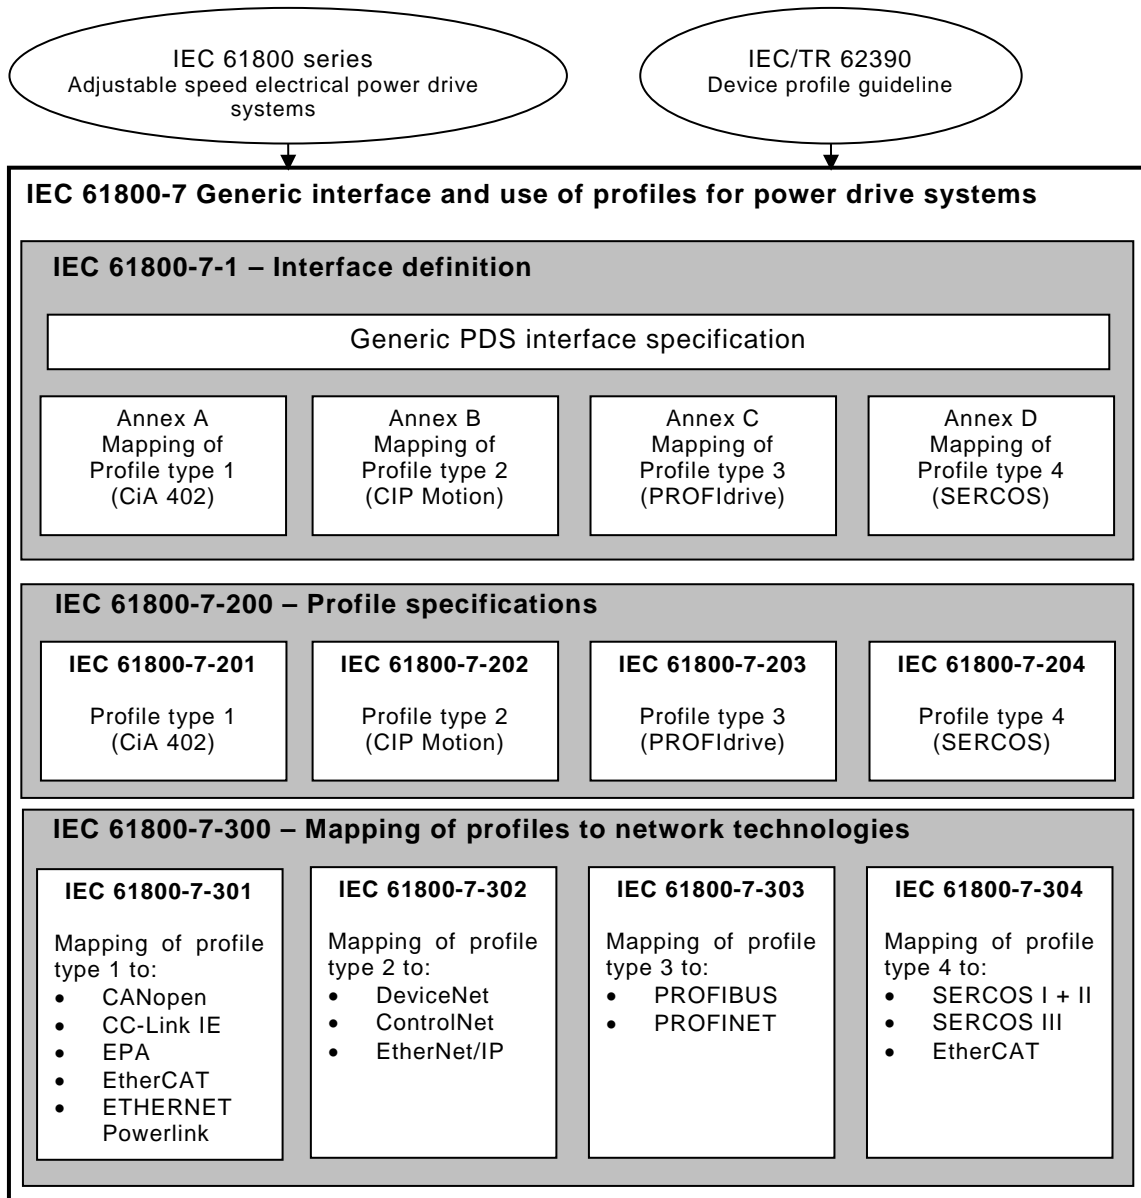 IEC 61800 series
Adjustable speed electrical power drive
systems
IEC/TR 62390
Device profile guideline
IEC 61800-7 Generic interface and use of profiles for power drive systems
IEC 61800-7-1 – Interface definition
Generic PDS interface specification
Annex A
Mapping of
Profile type 1
(CiA 402)
Annex B
Mapping of
Profile type 2
(CIP Motion)
Annex C
Mapping of
Profile type 3
(PROFIdrive)
Annex D
Mapping of
Profile type 4
(SERCOS)
IEC 61800-7-200 – Profile specifications
IEC 61800-7-201
Profile type 1
(CiA 402)
IEC 61800-7-202
Profile type 2
(CIP Motion)
IEC 61800-7-203
Profile type 3
(PROFIdrive)
IEC 61800-7-204
Profile type 4
(SERCOS)
IEC 61800-7-300 – Mapping of profiles to network technologies
IEC 61800-7-301
Mapping of profile
type 1 to:
• CANopen
• CC-Link IE
• EPA
• EtherCAT
• ETHERNET
Powerlink
IEC 61800-7-302
Mapping of profile
type 2 to:
• DeviceNet
• ControlNet
• EtherNet/IP
IEC 61800-7-303
Mapping of profile
type 3 to:
• PROFIBUS
• PROFINET
IEC 61800-7-304
Mapping of profile
type 4 to:
• SERCOS I + II
• SERCOS III
• EtherCAT